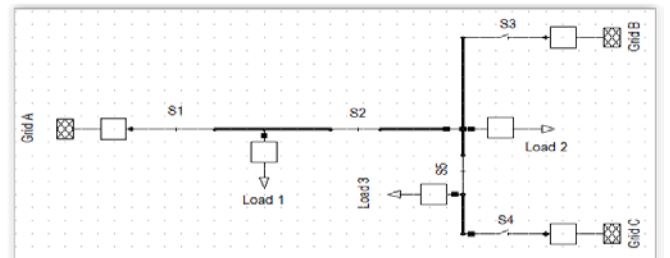 S3
Grid B
S1
S2
Grid A
Load 2
S5
Load 3
Load 1
S4
Grid C